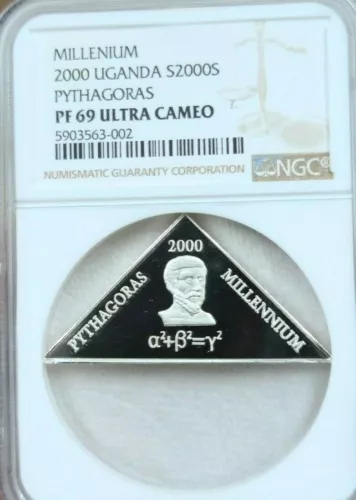 MILLENIUM
2000 UGANDA S2000S
PYTHAGORAS
PF 69 ULTRA CAMEO
5903563-002
NUMISMATIC GUARANTY CORPORATION
NGC®
2000
PYTHAGORAS
MILLENNIUM
α²+β²=γ²